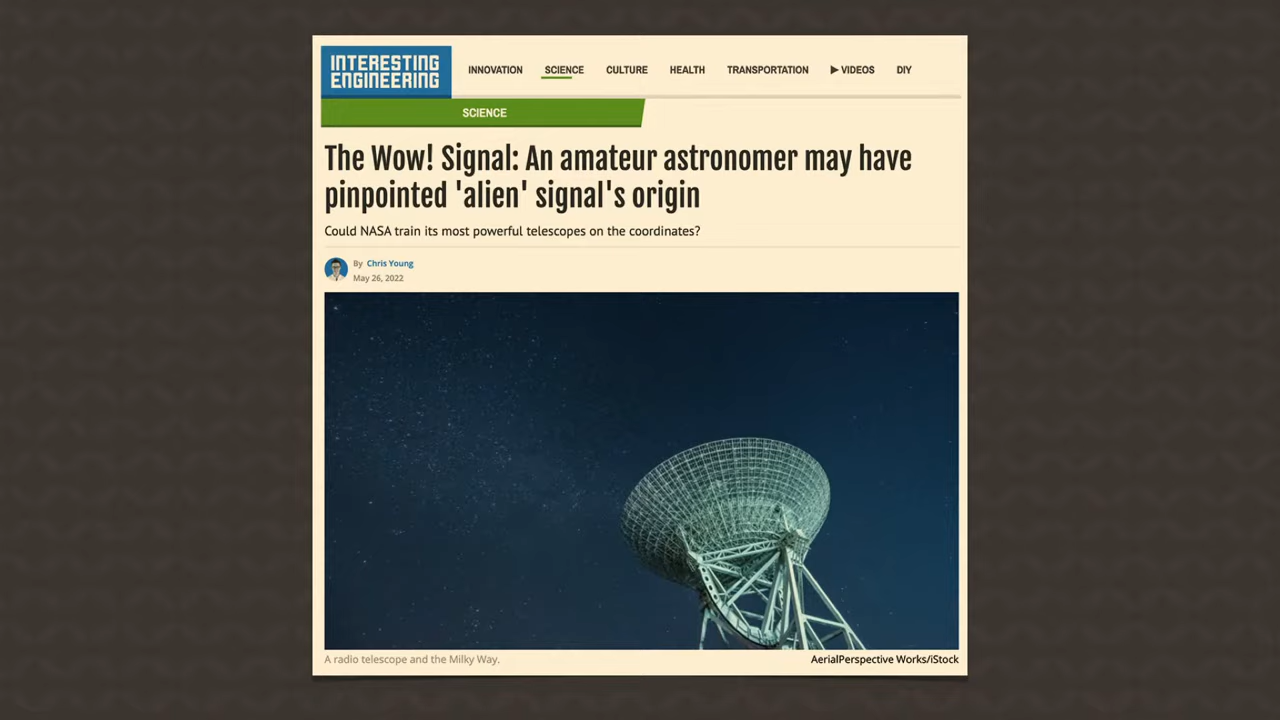 INTERESTING
ENGINEERING
INNOVATION SCIENCE CULTURE HEALTH TRANSPORTATION VIDEOS DIY
SCIENCE
The Wow! Signal: An amateur astronomer may have
pinpointed 'alien' signal's origin
Could NASA train its most powerful telescopes on the coordinates?
By Chris Young
May 26, 2022
A radio telescope and the Milky Way. AerialPerspective Works/iStock